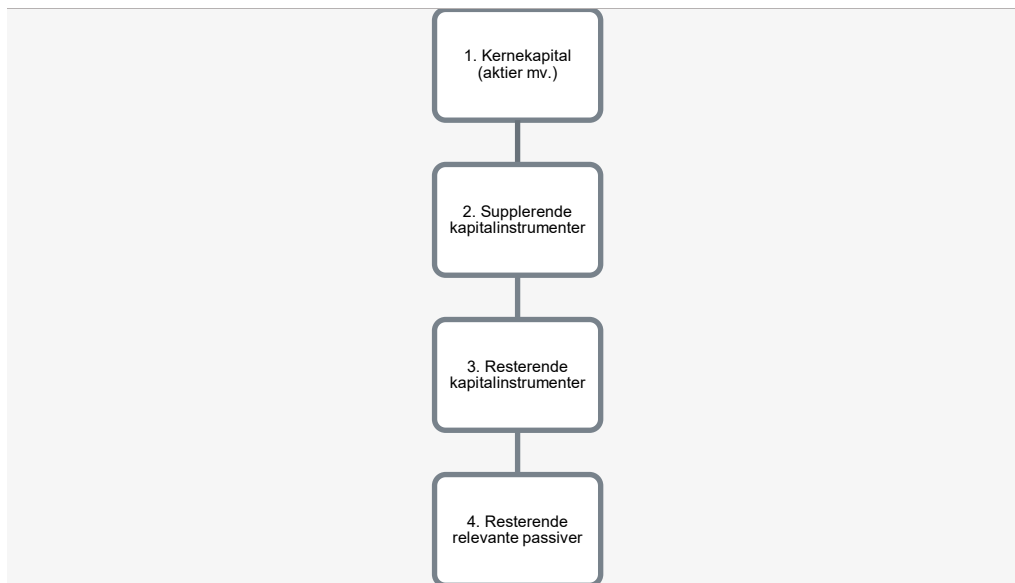 1. Kernekapital
(aktier mv.)
2. Supplerende
kapitalinstrumenter
3. Resterende
kapitalinstrumenter
4. Resterende
relevante passiver